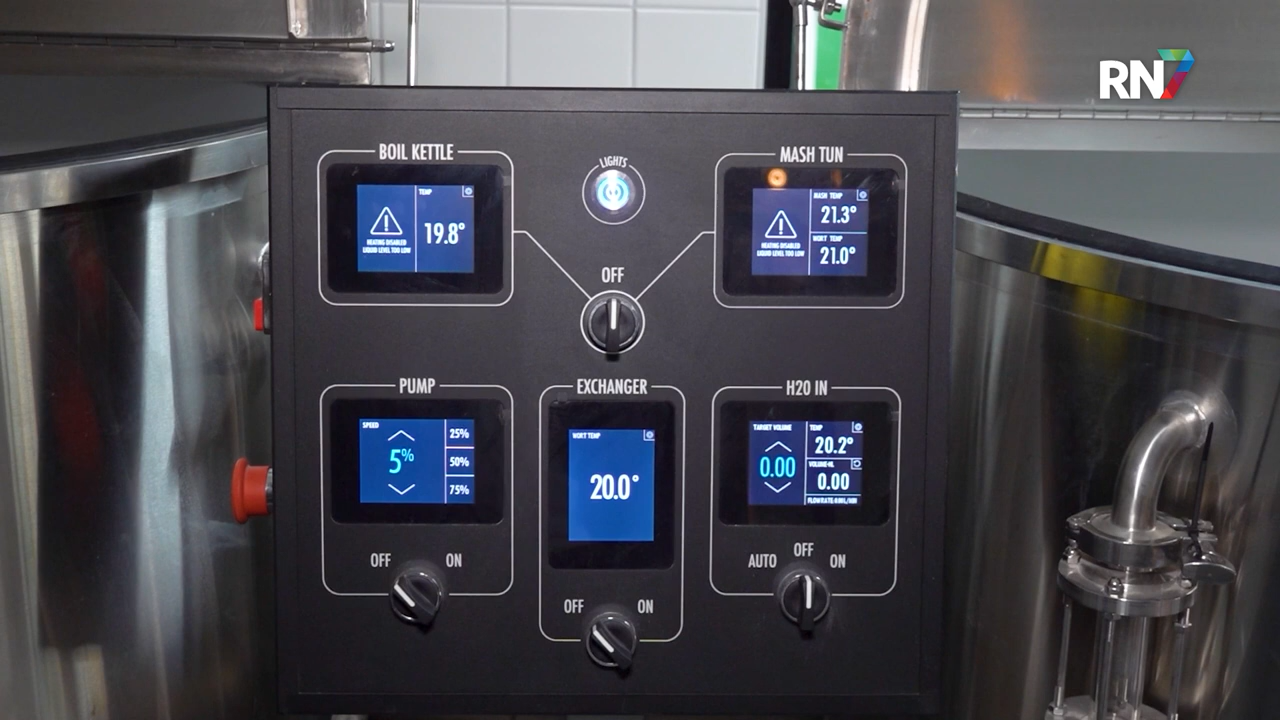 RN7
BOIL KETTLE
TEMP
HEATING DISABLED
LIQUID LEVEL TOO LOW
19.8°
LIGHTS
OFF
MASH TUN
MASH TEMP
21.3°
HEATING DISABLED
LIQUID LEVEL TOO LOW
WORT TEMP
21.0°
PUMP
SPEED
5%
25%
50%
75%
OFF ON
EXCHANGER
WORT TEMP
20.0°
OFF ON
H20 IN
TARGET VOLUME
0.00
TEMP
20.2°
VOLUME-HL
0.00
AUTO OFF ON